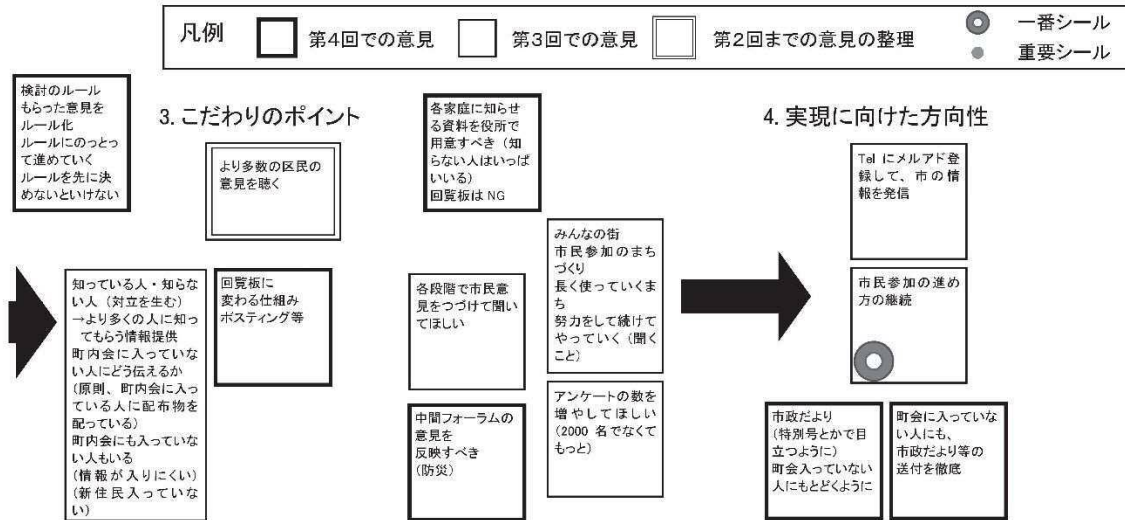 凡例
第4回での意見
第3回での意見
第2回までの意見の整理
一番シール
重要シール
検討のルール
もらった意見を
ルール化
ルールにのっとっ
て進めていく
ルールを先に決
めないといけない
3. こだわりのポイント
より多数の区民の
意見を聴く
知っている人・知らな
い人（対立を生む）
→より多くの人に知っ
てもらう情報提供
町内会に入っていな
い人にどう伝えるか
（原則、町内会に入っ
ている人に配布物を
配っている）
町内会にも入っていな
い人もいる
（情報が入りにくい）
（新住民入っていな
い）
回覧板に
変わる仕組み
ポスティング等
各家庭に知らせ
る資料を役所で
用意すべき（知
らない人はいっぱ
いいる）
回覧板は NG
各段階で市民意
見をつづけて聞い
てほしい
中間フォーラムの
意見を
反映すべき
（防災）
みんなの街
市民参加のまち
づくり
長く使っていくま
ち
努力をして続けて
やっていく（聞く
こと）
アンケートの数を
増やしてほしい
（2000 名でなくて
もっと）
4. 実現に向けた方向性
Tel にメルアド登
録して、市の情
報を発信
市民参加の進め
方の継続
市政だより
（特別号とかで目
立つように）
町会入っていない
人にもとどくように
町会に入っていな
い人にも、
市政だより等の
送付を徹底